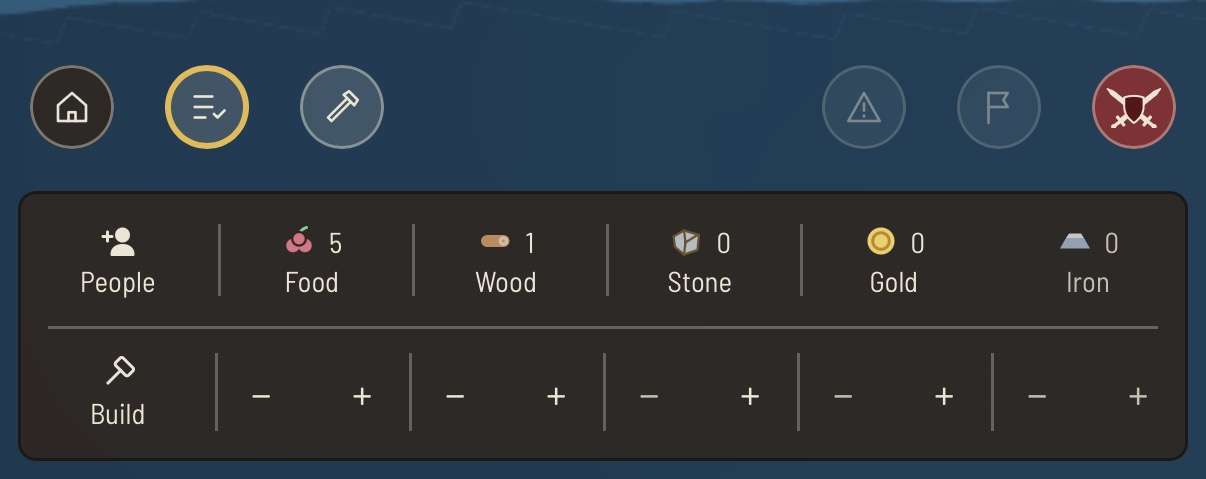 5 1 0 0 0
People Food Wood Stone Gold Iron
− + − + − + − + − +
Build